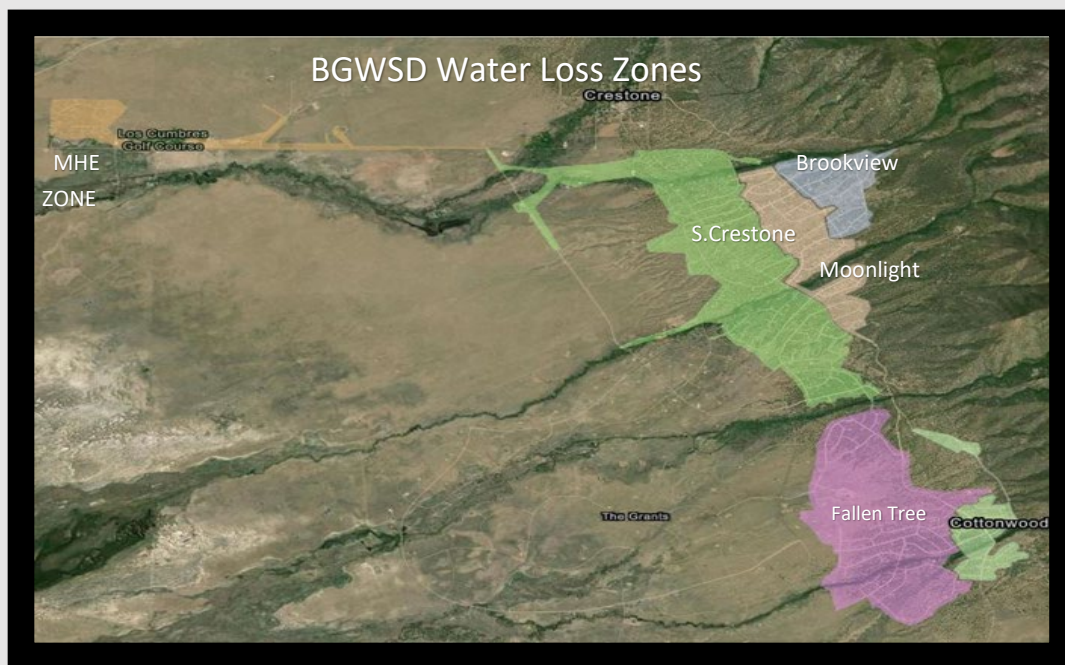 BGWSD Water Loss Zones
Crestone
Los Cumbres
Golf Course
MHE
ZONE
Brookview
S.Crestone
Moonlight
Fallen Tree
The Grants
Cottonwood